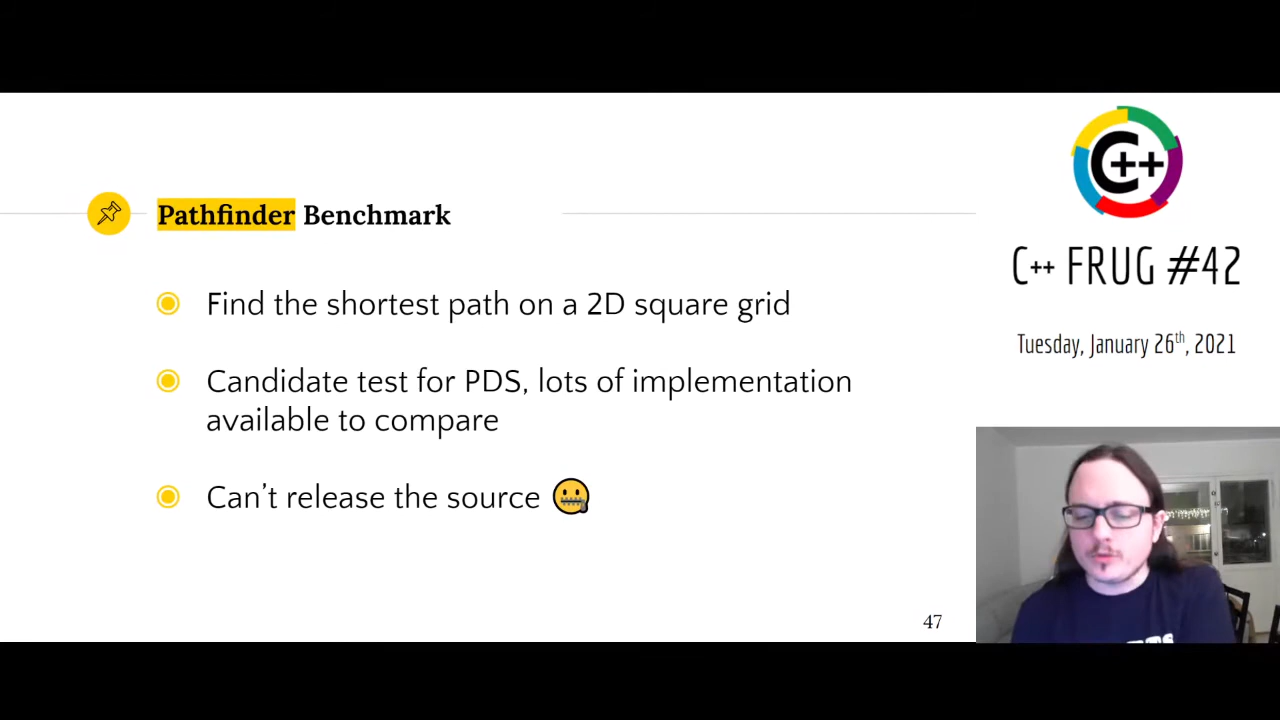 Pathfinder Benchmark
Find the shortest path on a 2D square grid
Candidate test for PDS, lots of implementation
available to compare
Can't release the source
47
C++
C++ FRUG #42
Tuesday, January 26th, 2021